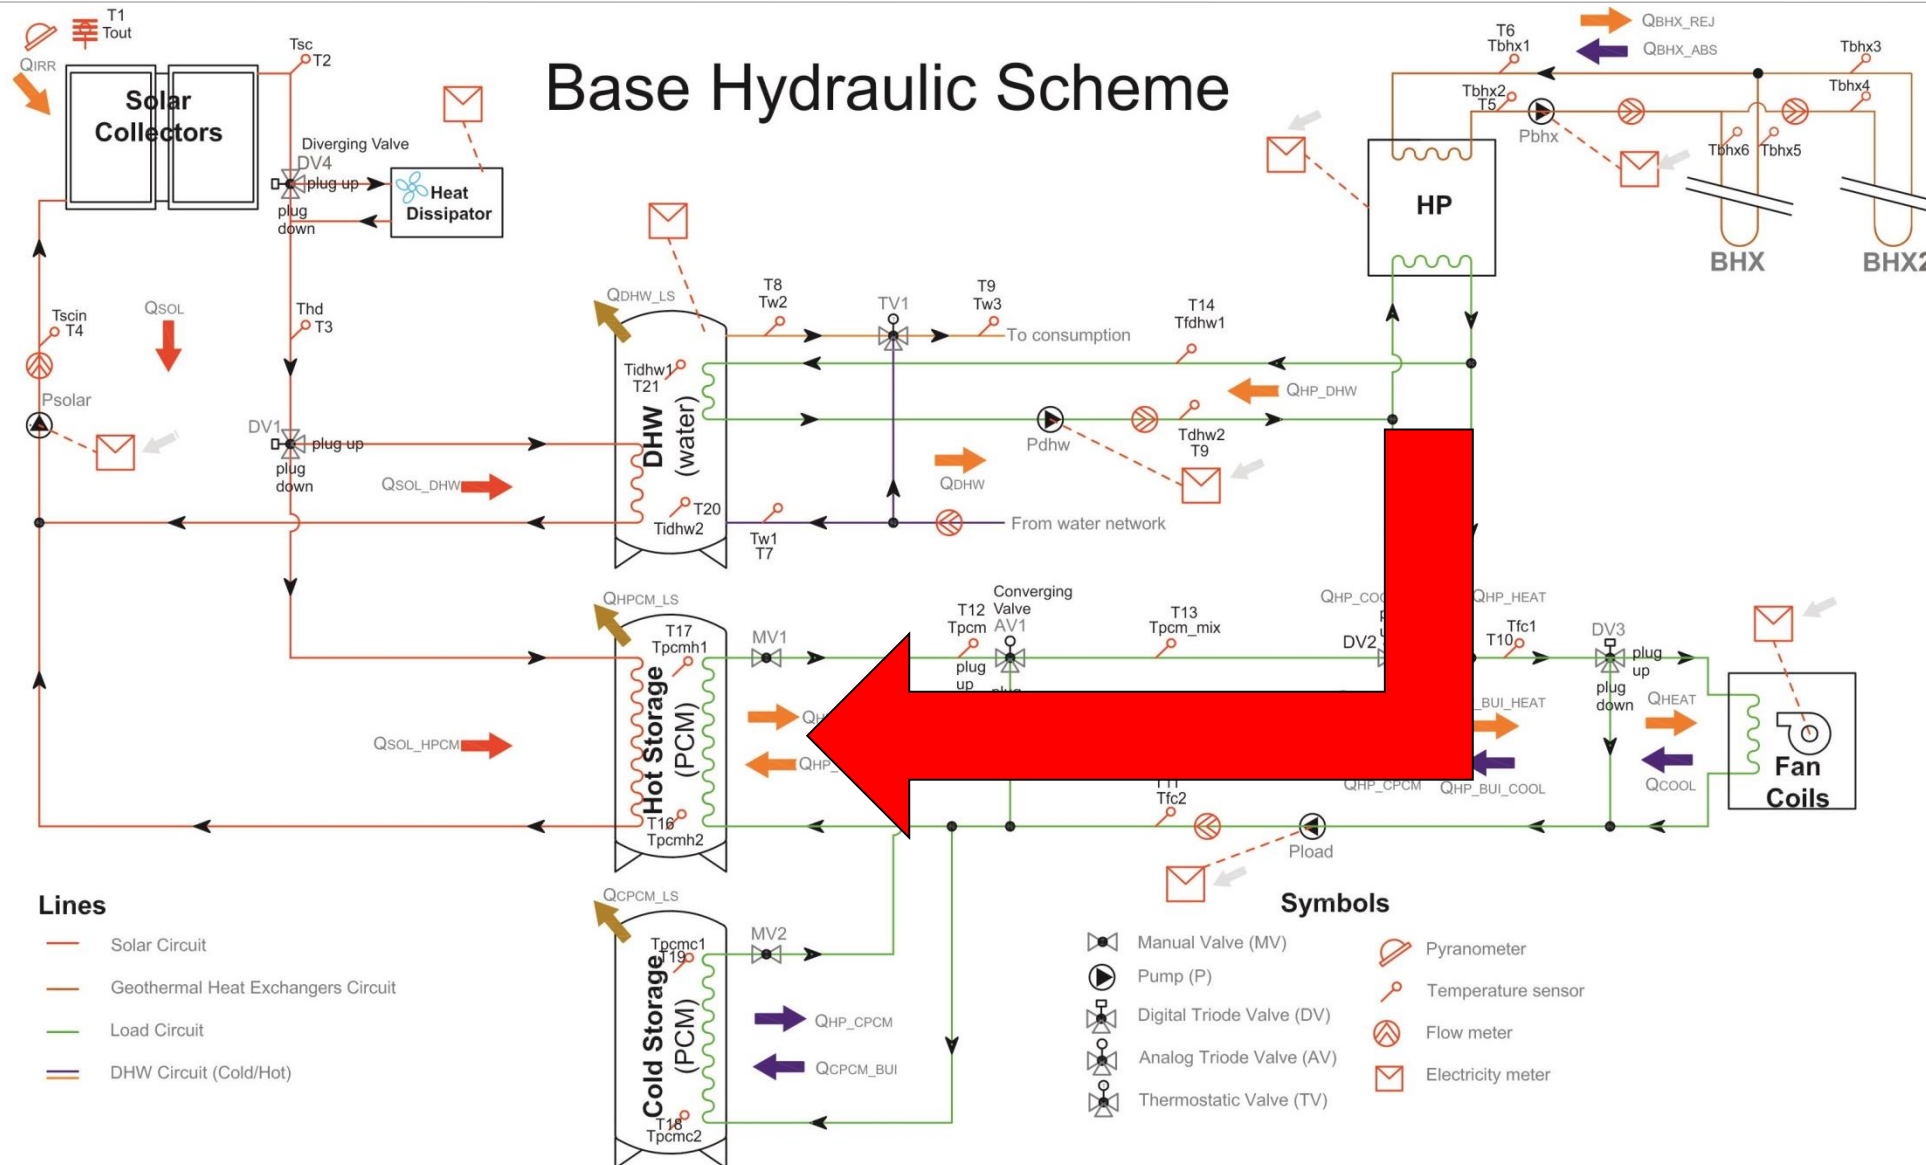 Base Hydraulic Scheme
T1
Tout
QIRR
Solar
Collectors
Tsc
T2
Diverging Valve
DV4
plug up
plug
down
Heat
Dissipator
Tscin
T4
QSOL
Thd
T3
Psolar
DV1
plug up
plug
down
QSOL_DHW
QDHW_LS
Tidhw1
T21
DHW
(water)
T20
Tidhw2
T8
Tw2
TV1
T9
Tw3
To consumption
T14
Tfdhw1
QHP_DHW
Pdhw
Tdhw2
T9
QDHW
From water network
Tw1
T7
T6
Tbhx1
Tbhx2
T5
QBHX_REJ
QBHX_ABS
Pbhx
Tbhx3
Tbhx4
Tbhx6
Tbhx5
HP
BHX
BHX2
QHPCM_LS
T17
Tpcmh1
Hot Storage
(PCM)
T16
Tpcmh2
QSOL_HPCM
MV1
T12
Tpcm
plug
up
Converging
Valve
AV1
T13
Tpcm_mix
DV2
QHP_HEAT
T10
Tfc1
DV3
plug
up
plug
down
QHEAT
QCOOL
Fan
Coils
_BUI_HEAT
QHP_CPCM
QHP_BUI_COOL
Tfc2
Pload
QCPCM_LS
Tpcmc1
T19
Cold Storage
(PCM)
T18
Tpcmc2
MV2
QHP_CPCM
QCPCM_BUI
Lines
Solar Circuit
Geothermal Heat Exchangers Circuit
Load Circuit
DHW Circuit (Cold/Hot)
Symbols
Manual Valve (MV)
Pump (P)
Digital Triode Valve (DV)
Analog Triode Valve (AV)
Thermostatic Valve (TV)
Pyranometer
Temperature sensor
Flow meter
Electricity meter